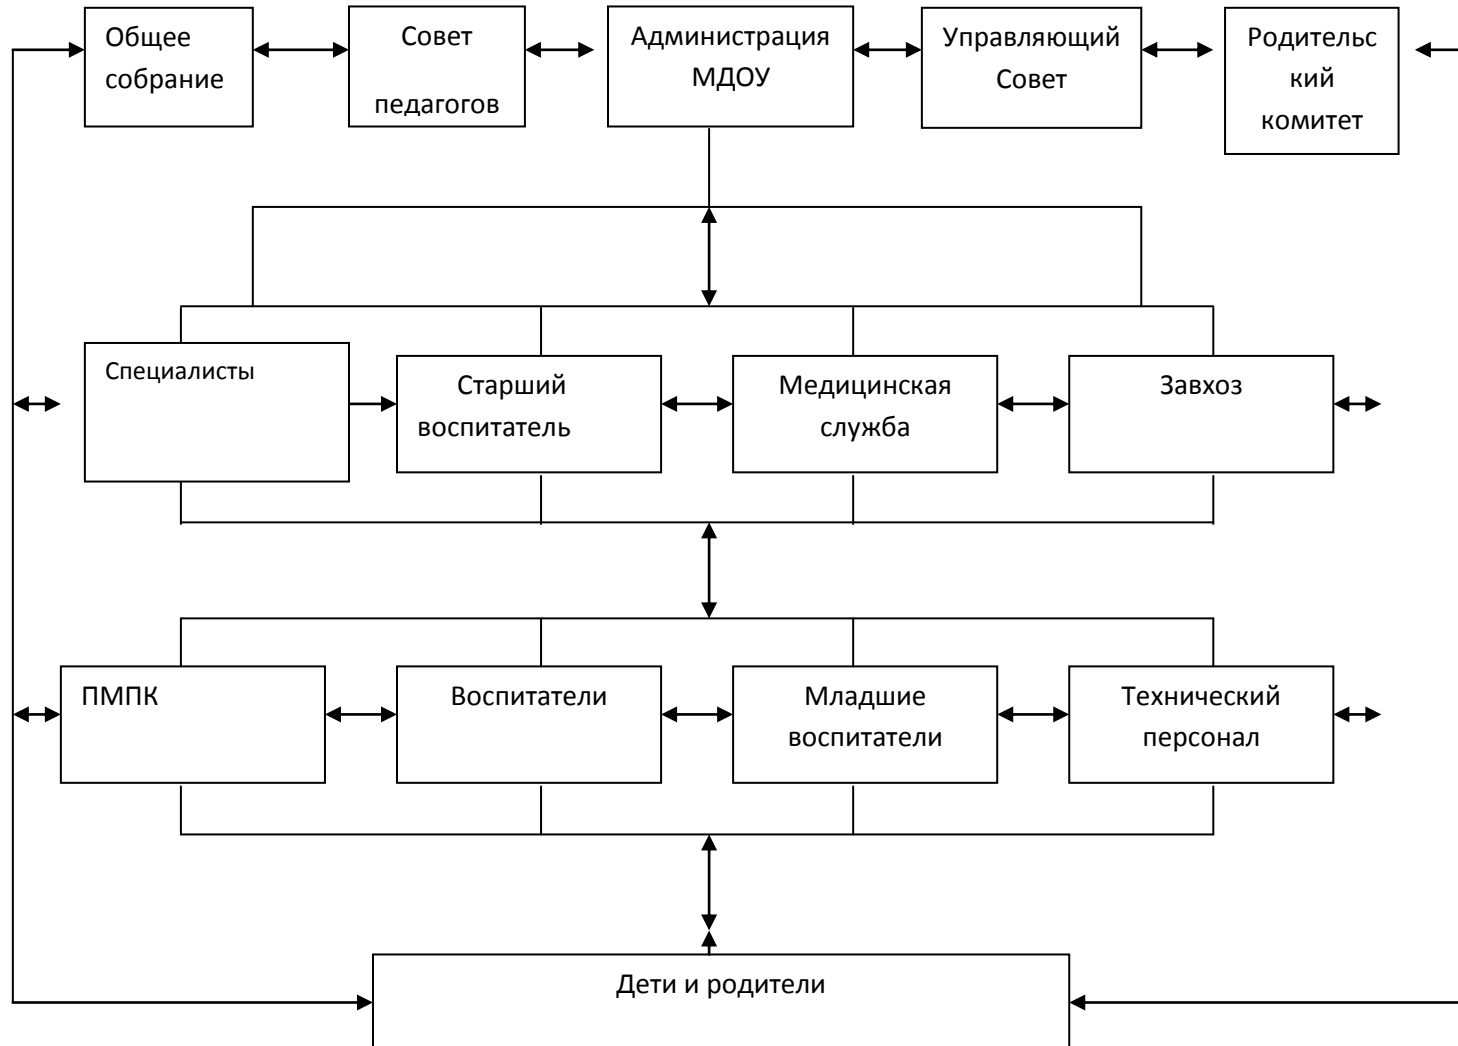 Общее
собрание
Совет
педагогов
Администрация
МДОУ
Управляющий
Совет
Родительс
кий
комитет
Специалисты
Старший
воспитатель
Медицинская
служба
Завхоз
ПМПК
Воспитатели
Младшие
воспитатели
Технический
персонал
Дети и родители